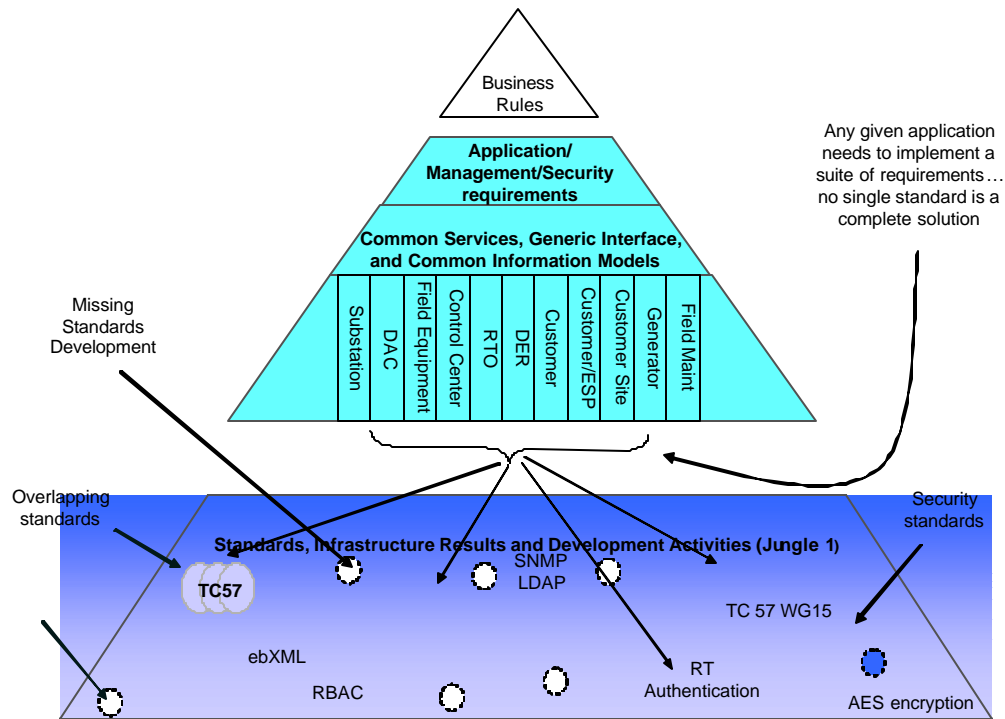 Business
Rules
Application/
Management/Security
requirements
Any given application
needs to implement a
suite of requirements…
no single standard is a
complete solution
Common Services, Generic Interface,
and Common Information Models
Substation
DAC
Field Equipment
Control Center
RTO
DER
Customer
Customer/ESP
Customer Site
Generator
Field Maint
Missing
Standards
Development
Overlapping
standards
Security
standards
Standards, Infrastructure Results and Development Activities (Jungle 1)
SNMP
LDAP
TC57
TC 57 WG15
ebXML
RBAC
RT
Authentication
AES encryption